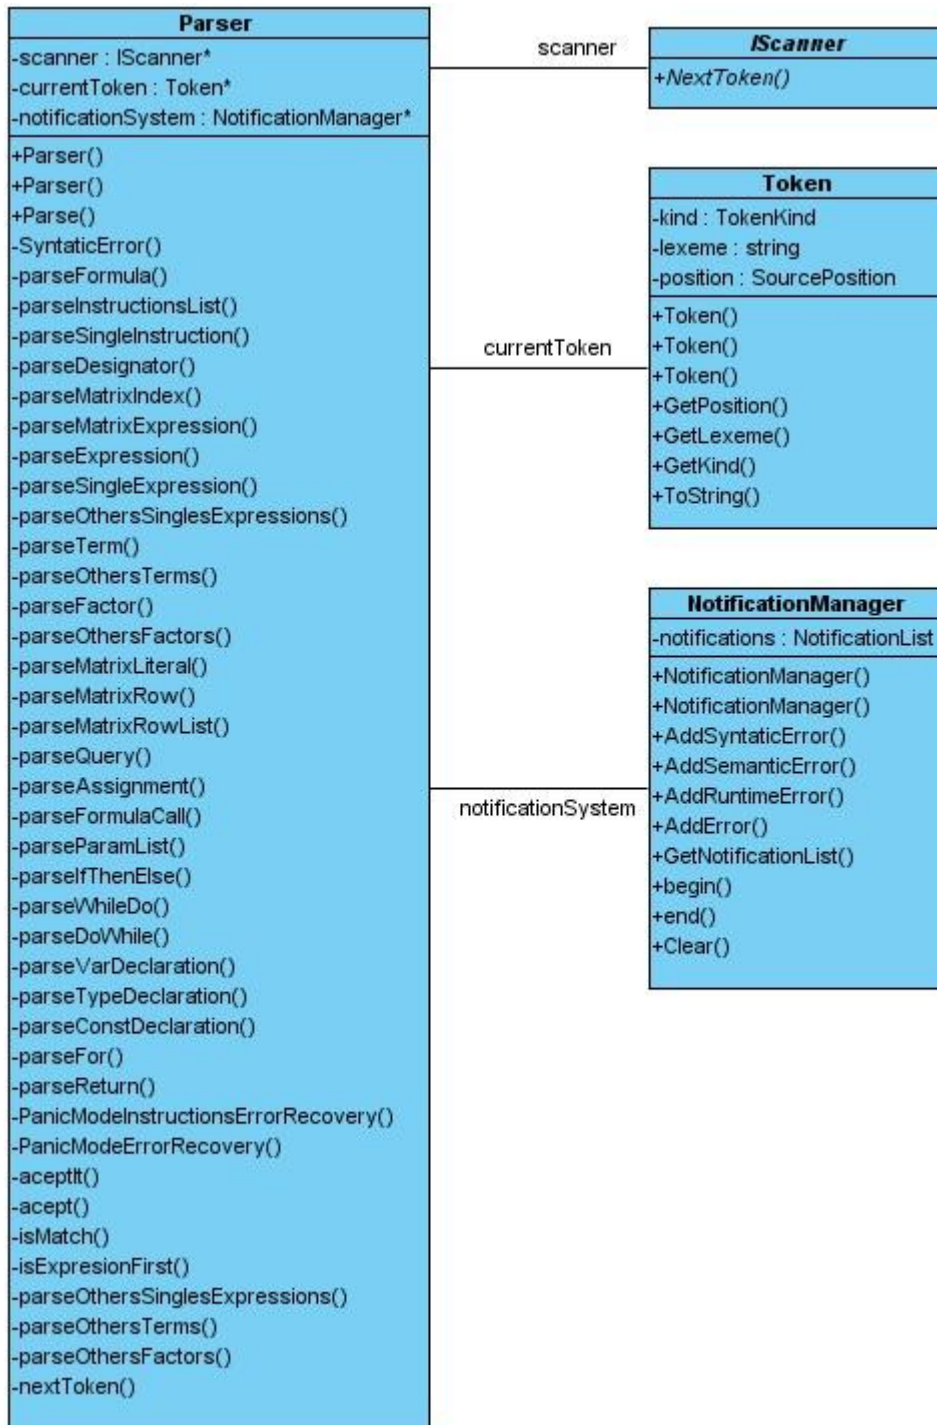 Parser
-scanner : IScanner*
-currentToken : Token*
-notificationSystem : NotificationManager*
+Parser()
+Parser()
+Parse()
-SyntaticError()
-parseFormula()
-parseInstructionsList()
-parseSingleInstruction()
-parseDesignator()
-parseMatrixIndex()
-parseMatrixExpression()
-parseExpression()
-parseSingleExpression()
-parseOthersSinglesExpressions()
-parseTerm()
-parseOthersTerms()
-parseFactor()
-parseOthersFactors()
-parseMatrixLiteral()
-parseMatrixRow()
-parseMatrixRowList()
-parseQuery()
-parseAssignment()
-parseFormulaCall()
-parseParamList()
-parseIfThenElse()
-parseWhileDo()
-parseDoWhile()
-parseVarDeclaration()
-parseTypeDeclaration()
-parseConstDeclaration()
-parseFor()
-parseReturn()
-PanicModeInstructionsErrorRecovery()
-PanicModeErrorRecovery()
-aceptIt()
-acept()
-isMatch()
-isExpresionFirst()
-parseOthersSinglesExpressions()
-parseOthersTerms()
-parseOthersFactors()
-nextToken()
scanner
IScanner
+NextToken()
currentToken
Token
-kind : TokenKind
-lexeme : string
-position : SourcePosition
+Token()
+Token()
+Token()
+GetPosition()
+GetLexeme()
+GetKind()
+ToString()
notificationSystem
NotificationManager
-notifications : NotificationList
+NotificationManager()
+NotificationManager()
+AddSyntaticError()
+AddSemanticError()
+AddRuntimeError()
+AddError()
+GetNotificationList()
+begin()
+end()
+Clear()